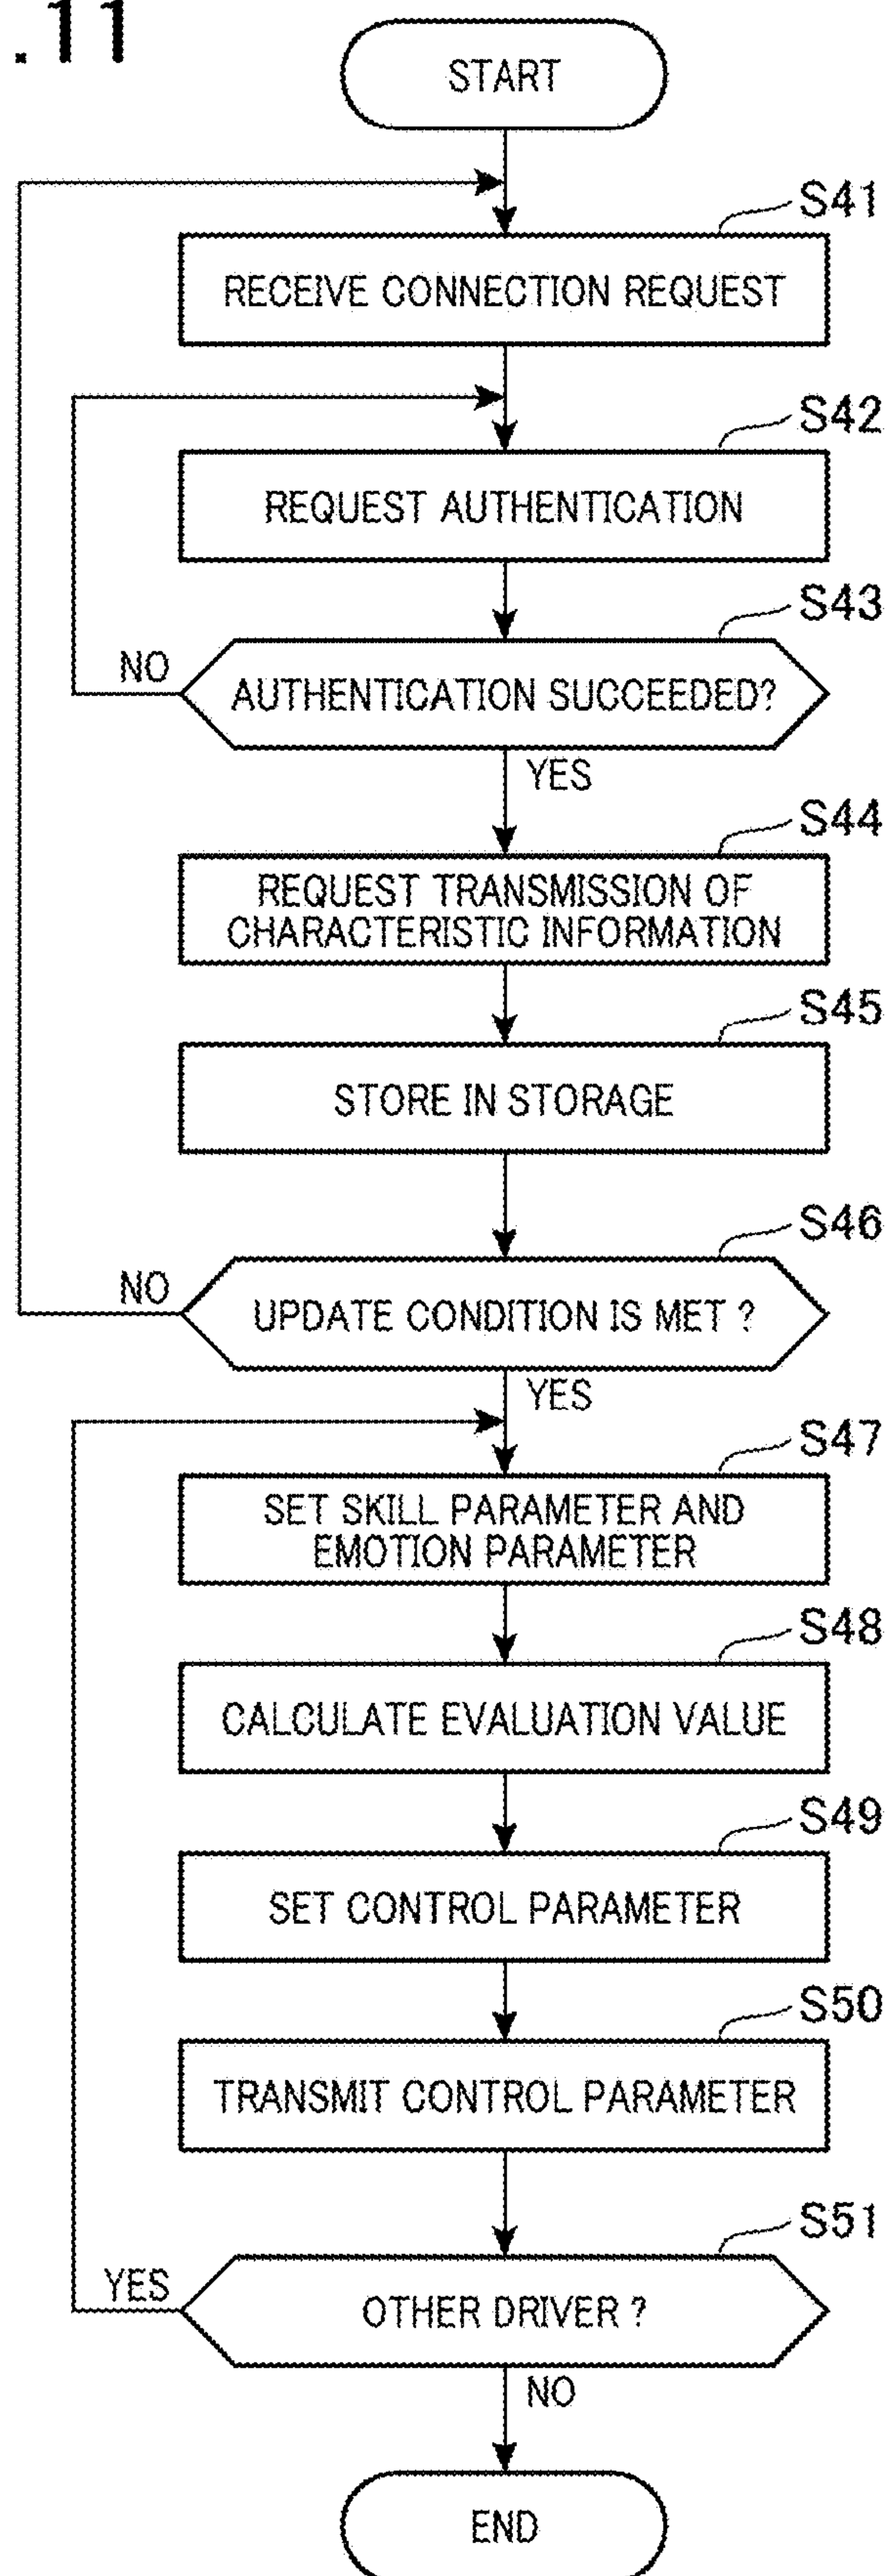 .11
START
S41
RECEIVE CONNECTION REQUEST
S42
REQUEST AUTHENTICATION
S43
NO
AUTHENTICATION SUCCEEDED?
YES
S44
REQUEST TRANSMISSION OF
CHARACTERISTIC INFORMATION
S45
STORE IN STORAGE
S46
NO
UPDATE CONDITION IS MET ?
YES
S47
SET SKILL PARAMETER AND
EMOTION PARAMETER
S48
CALCULATE EVALUATION VALUE
S49
SET CONTROL PARAMETER
S50
TRANSMIT CONTROL PARAMETER
S51
YES
OTHER DRIVER ?
NO
END